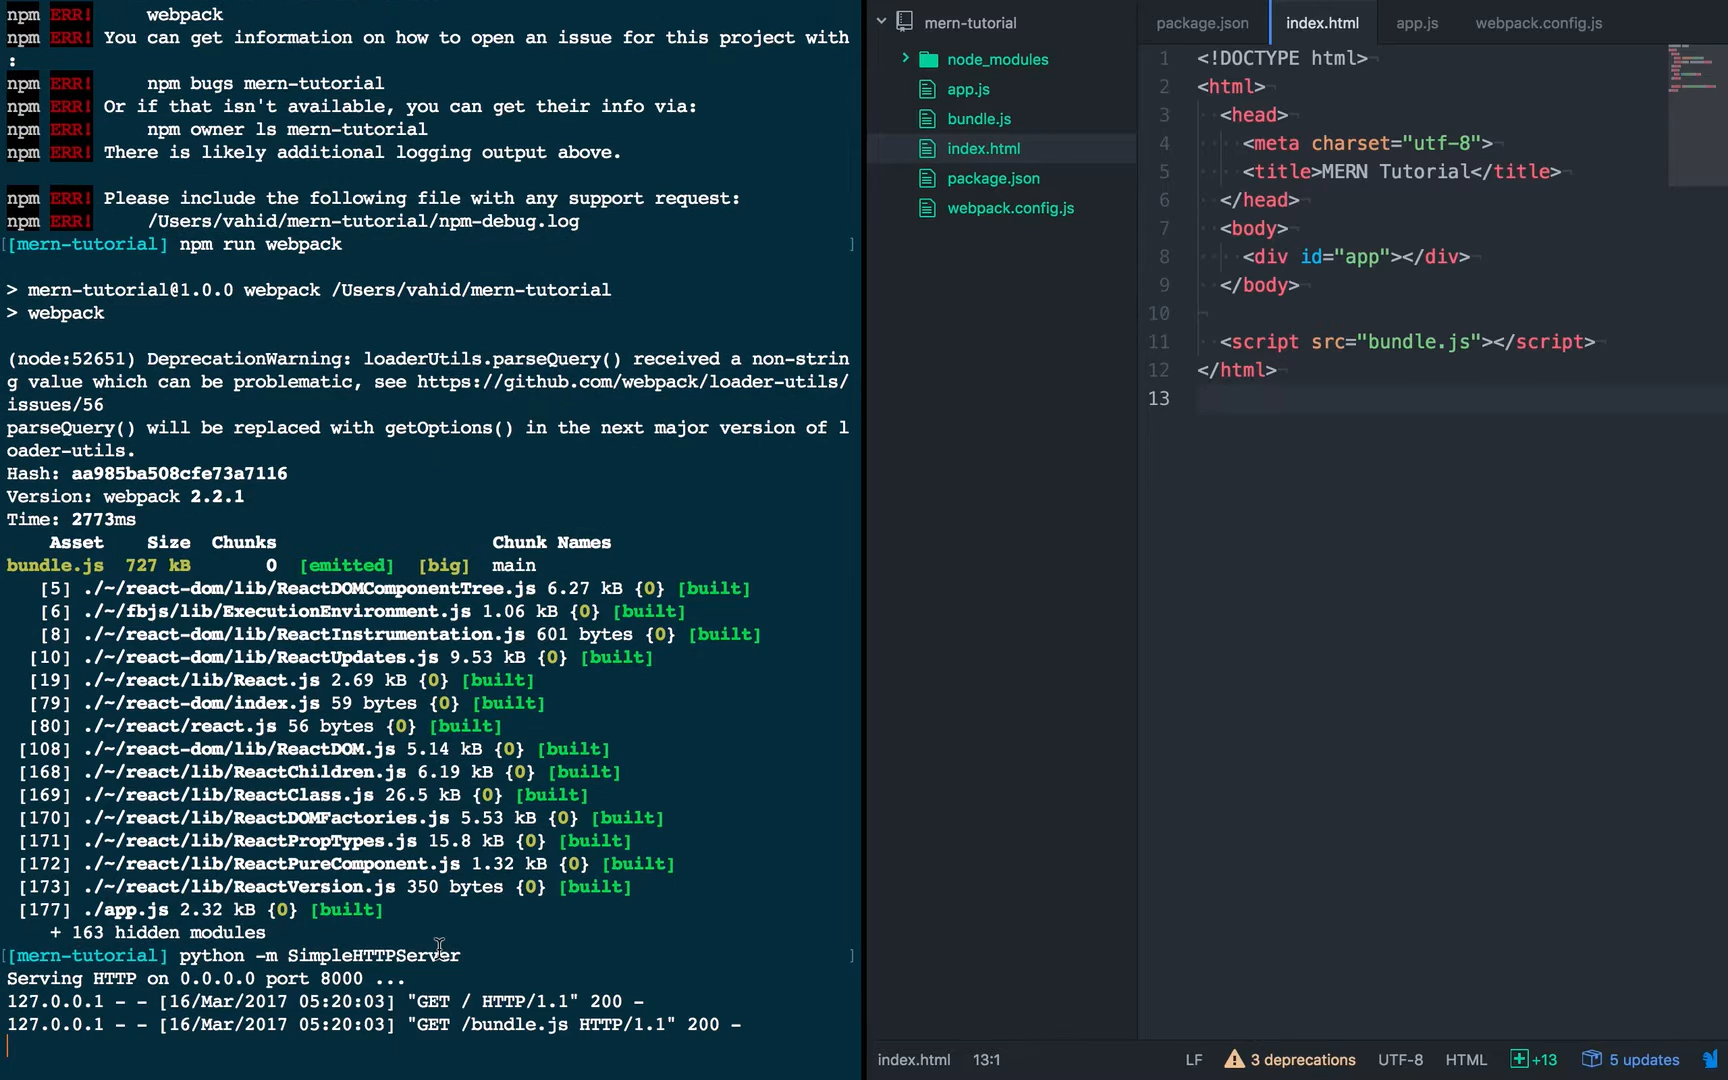 npm ERR!     webpack
npm ERR! You can get information on how to open an issue for this project with
:
npm ERR!     npm bugs mern-tutorial
npm ERR! Or if that isn't available, you can get their info via:
npm ERR!     npm owner ls mern-tutorial
npm ERR! There is likely additional logging output above.
npm ERR! Please include the following file with any support request:
npm ERR!     /Users/vahid/mern-tutorial/npm-debug.log
[[mern-tutorial] npm run webpack ]
> mern-tutorial@1.0.0 webpack /Users/vahid/mern-tutorial
> webpack
(node:52651) DeprecationWarning: loaderUtils.parseQuery() received a non-strin
g value which can be problematic, see https://github.com/webpack/loader-utils/
issues/56
parseQuery() will be replaced with getOptions() in the next major version of l
oader-utils.
Hash: aa985ba508cfe73a7116
Version: webpack 2.2.1
Time: 2773ms
Asset Size Chunks Chunk Names
bundle.js 727 kB 0 [emitted] [big] main
[5] ./~/react-dom/lib/ReactDOMComponentTree.js 6.27 kB {0} [built]
[6] ./~/fbjs/lib/ExecutionEnvironment.js 1.06 kB {0} [built]
[8] ./~/react-dom/lib/ReactInstrumentation.js 601 bytes {0} [built]
[10] ./~/react-dom/lib/ReactUpdates.js 9.53 kB {0} [built]
[19] ./~/react/lib/React.js 2.69 kB {0} [built]
[79] ./~/react-dom/index.js 59 bytes {0} [built]
[80] ./~/react/react.js 56 bytes {0} [built]
[108] ./~/react-dom/lib/ReactDOM.js 5.14 kB {0} [built]
[168] ./~/react/lib/ReactChildren.js 6.19 kB {0} [built]
[169] ./~/react/lib/ReactClass.js 26.5 kB {0} [built]
[170] ./~/react/lib/ReactDOMFactories.js 5.53 kB {0} [built]
[171] ./~/react/lib/ReactPropTypes.js 15.8 kB {0} [built]
[172] ./~/react/lib/ReactPureComponent.js 1.32 kB {0} [built]
[173] ./~/react/lib/ReactVersion.js 350 bytes {0} [built]
[177] ./app.js 2.32 kB {0} [built]
+ 163 hidden modules
[[mern-tutorial] python -m SimpleHTTPServer ]
Serving HTTP on 0.0.0.0 port 8000 ...
127.0.0.1 - - [16/Mar/2017 05:20:03] "GET / HTTP/1.1" 200 -
127.0.0.1 - - [16/Mar/2017 05:20:03] "GET /bundle.js HTTP/1.1" 200 -
mern-tutorial
node_modules
app.js
bundle.js
index.html
package.json
webpack.config.js
package.json index.html app.js webpack.config.js
1 <!DOCTYPE html>
2 <html>
3 <head>
4 <meta charset="utf-8">
5 <title>MERN Tutorial</title>
6 </head>
7 <body>
8 <div id="app"></div>
9 </body>
10
11 <script src="bundle.js"></script>
12 </html>
13
index.html 13:1 LF 3 deprecations UTF-8 HTML +13 5 updates